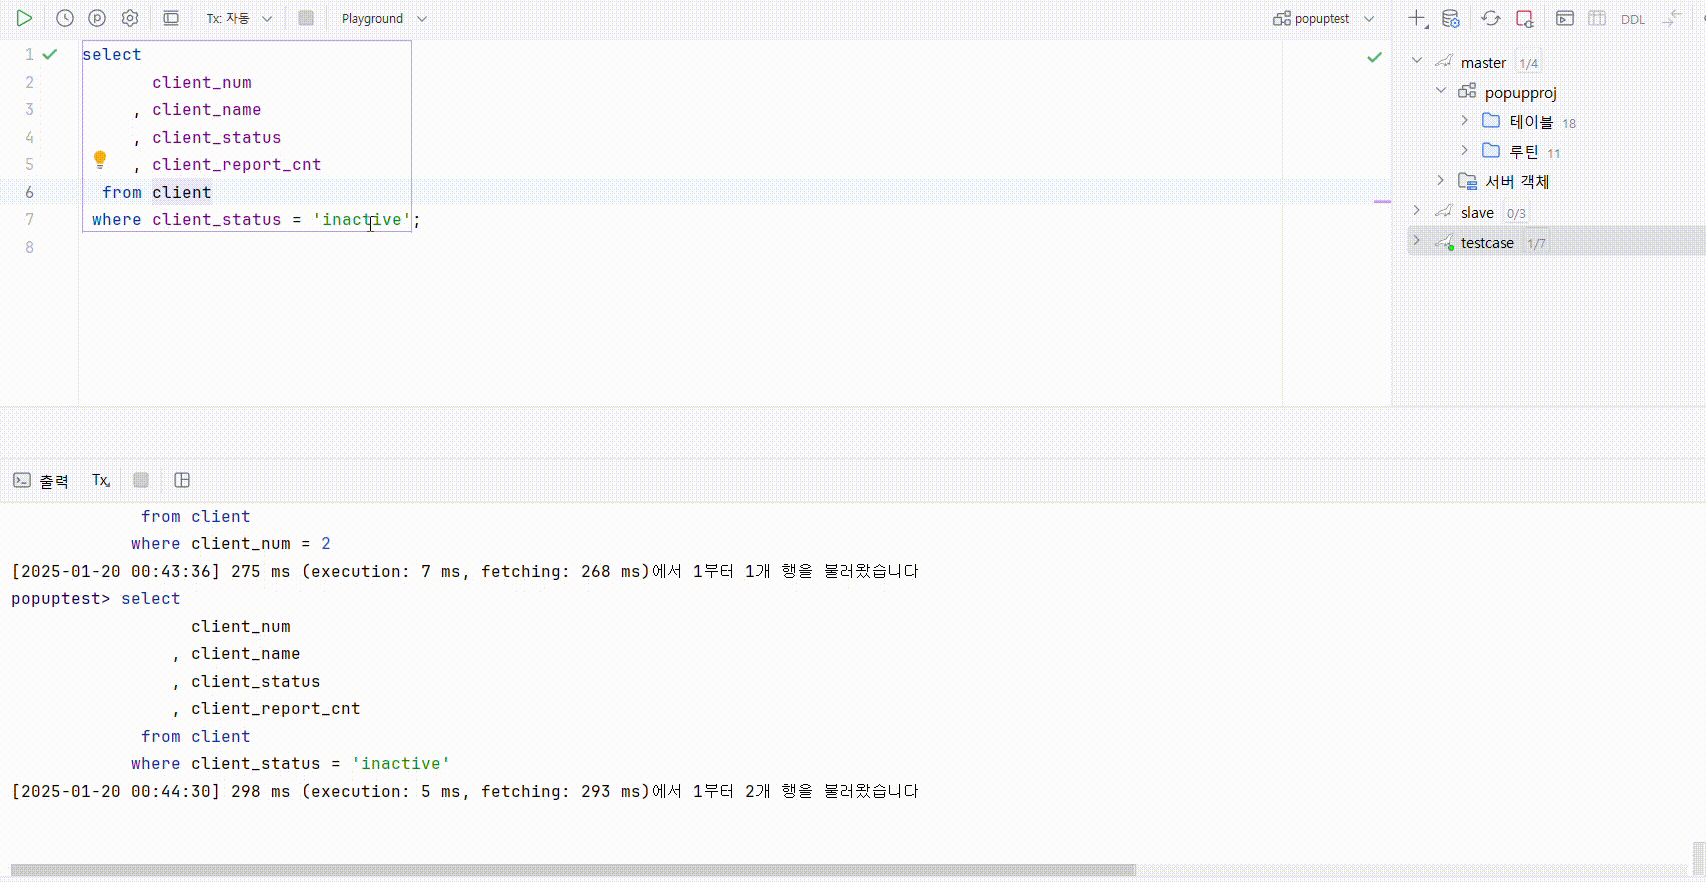 Tx: 자동 Playground popuptest DDL
1 select
2 client_num
3 , client_name
4 , client_status
5 , client_report_cnt
6 from client
7 where client_status = 'inactive';
8
master 1/4
popupproj
테이블 18
루틴 11
서버 객체
slave 0/3
testcase 1/7
출력 Tx
from client
where client_num = 2
[2025-01-20 00:43:36] 275 ms (execution: 7 ms, fetching: 268 ms)에서 1부터 1개 행을 불러왔습니다
popuptest> select
client_num
, client_name
, client_status
, client_report_cnt
from client
where client_status = 'inactive'
[2025-01-20 00:44:30] 298 ms (execution: 5 ms, fetching: 293 ms)에서 1부터 2개 행을 불러왔습니다